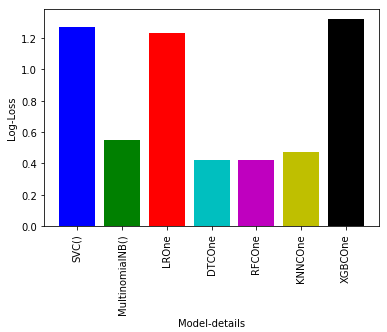 Log-Loss
1.2
1.0
0.8
0.6
0.4
0.2
0.0
SVC()
MultinomialNB()
LROne
DTCOne
RFCOne
KNNCOne
XGBCOne
Model-details